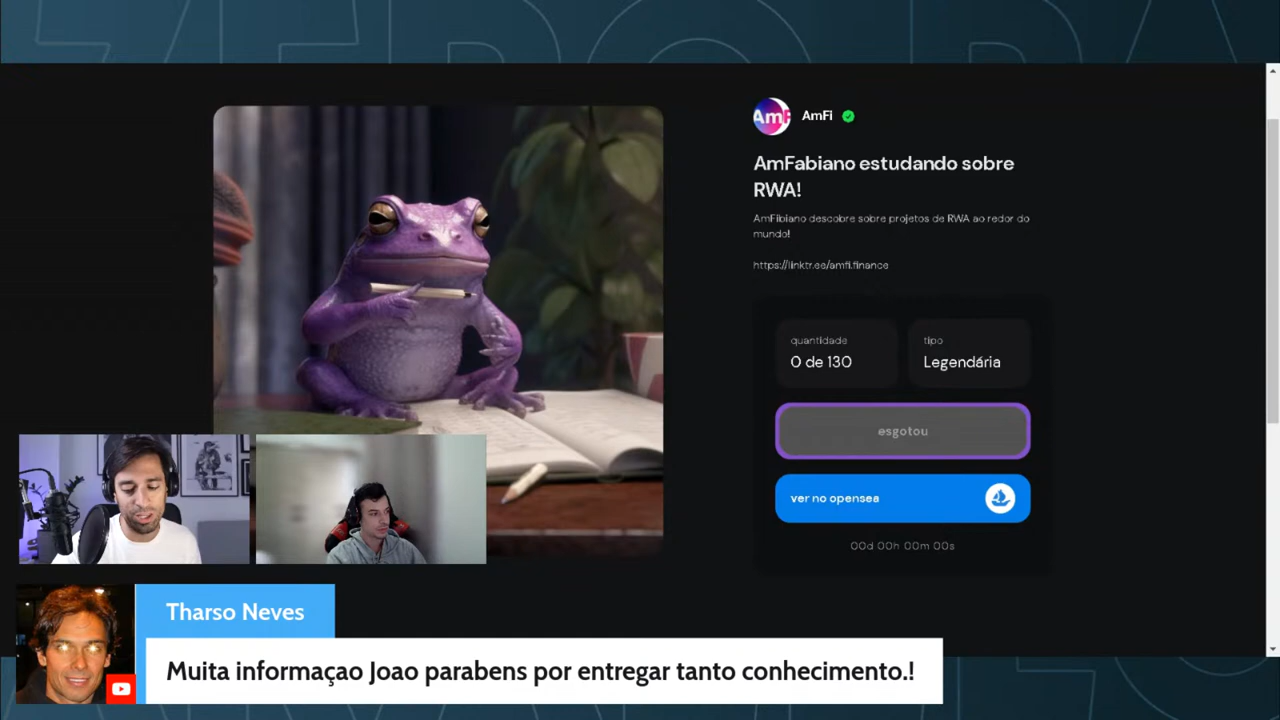 AmFi
AmFi
AmFabiano estudando sobre
RWA!
AmFibiano descobre sobre projetos de RWA ao redor do
mundo!
https://linktr.ee/amfi.finance
quantidade
0 de 130
tipo
Legendária
esgotou
ver no opensea
00d 00h 00m 00s
Tharso Neves
Muita informaçao Joao parabens por entregar tanto conhecimento.!